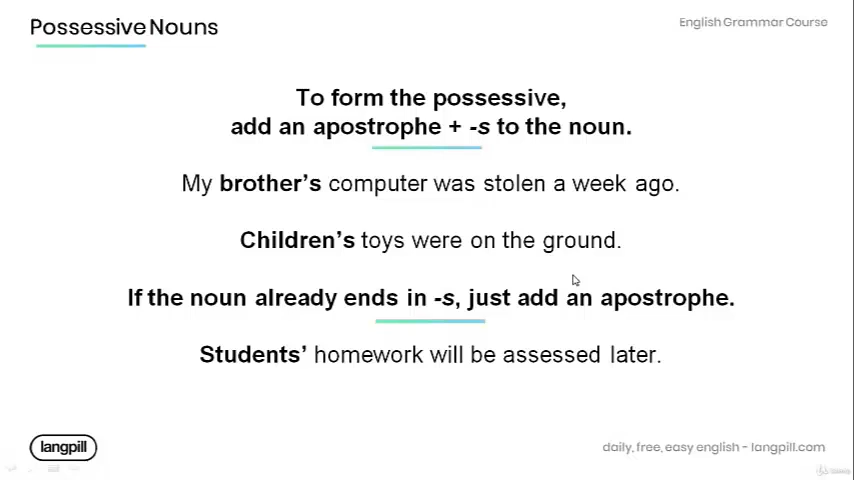 Possessive Nouns
English Grammar Course
To form the possessive,
add an apostrophe + -s to the noun.
My brother’s computer was stolen a week ago.
Children’s toys were on the ground.
If the noun already ends in -s, just add an apostrophe.
Students’ homework will be assessed later.
langpill
daily, free, easy english - langpill.com